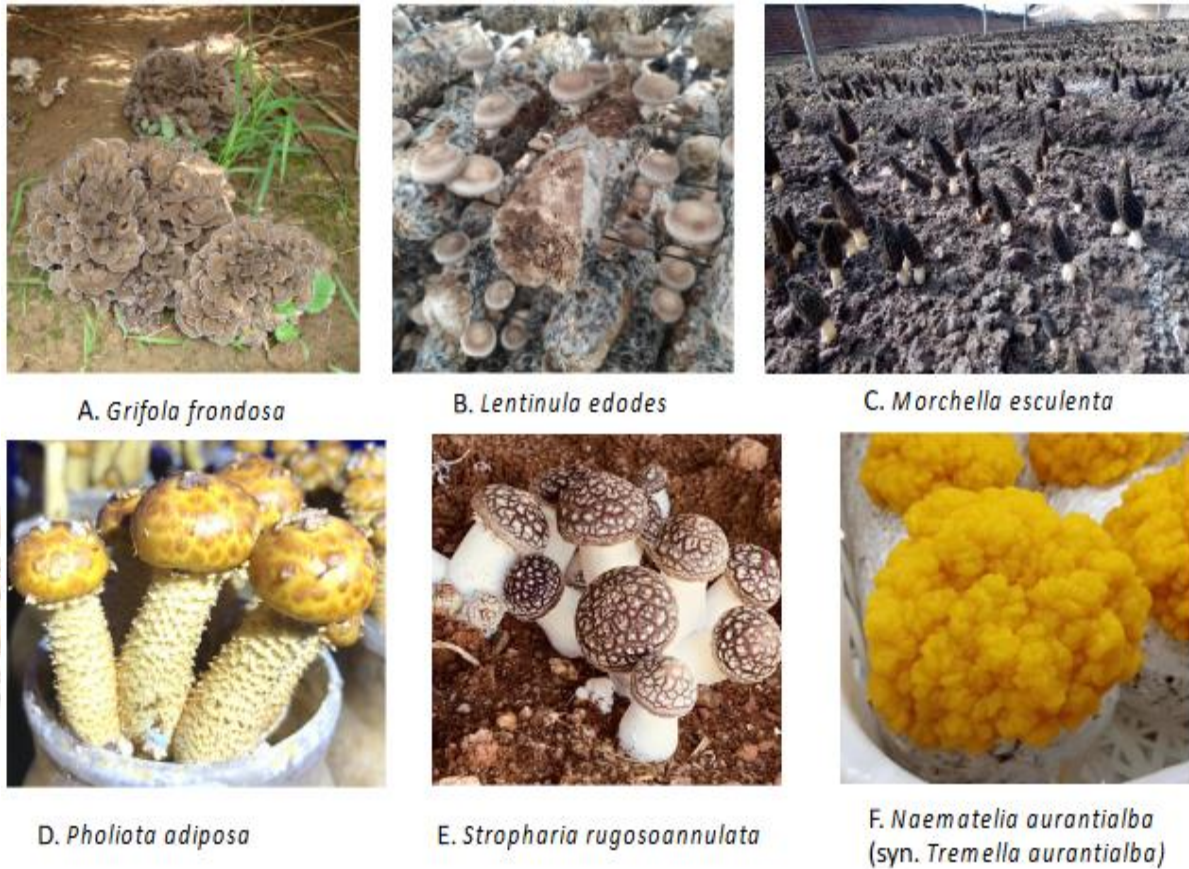 A. Grifola frondosa
B. Lentinula edodes
C. Morchella esculenta
D. Pholiota adiposa
E. Stropharia rugosoannulata
F. Naematelia aurantialba
(syn. Tremella aurantialba)